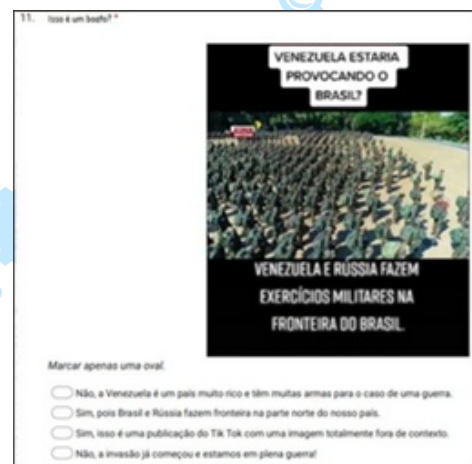 11. Isso é um boato? *
VENEZUELA ESTARIA
PROVOCANDO O
BRASIL?
VENEZUELA E RÚSSIA FAZEM
EXERCÍCIOS MILITARES NA
FRONTEIRA DO BRASIL.
Marcar apenas uma oval.
Não, a Venezuela é um país muito rico e têm muitas armas para o caso de uma guerra.
Sim, pois Brasil e Rússia fazem fronteira na parte norte do nosso país.
Sim, isso é uma publicação do Tik Tok com uma imagem totalmente fora de contexto.
Não, a invasão já começou e estamos em plena guerra!